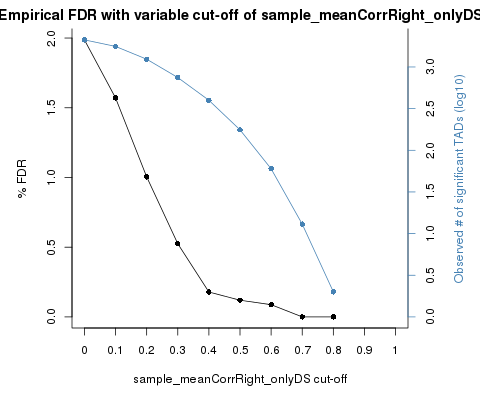 Empirical FDR with variable cut-off of sample_meanCorrRight_onlyDS
% FDR
2.0
1.5
1.0
0.5
0.0
3.0
2.5
2.0
1.5
1.0
0.5
0.0
Observed # of significant TADs (log10)
0 0.1 0.2 0.3 0.4 0.5 0.6 0.7 0.8 0.9 1
sample_meanCorrRight_onlyDS cut-off